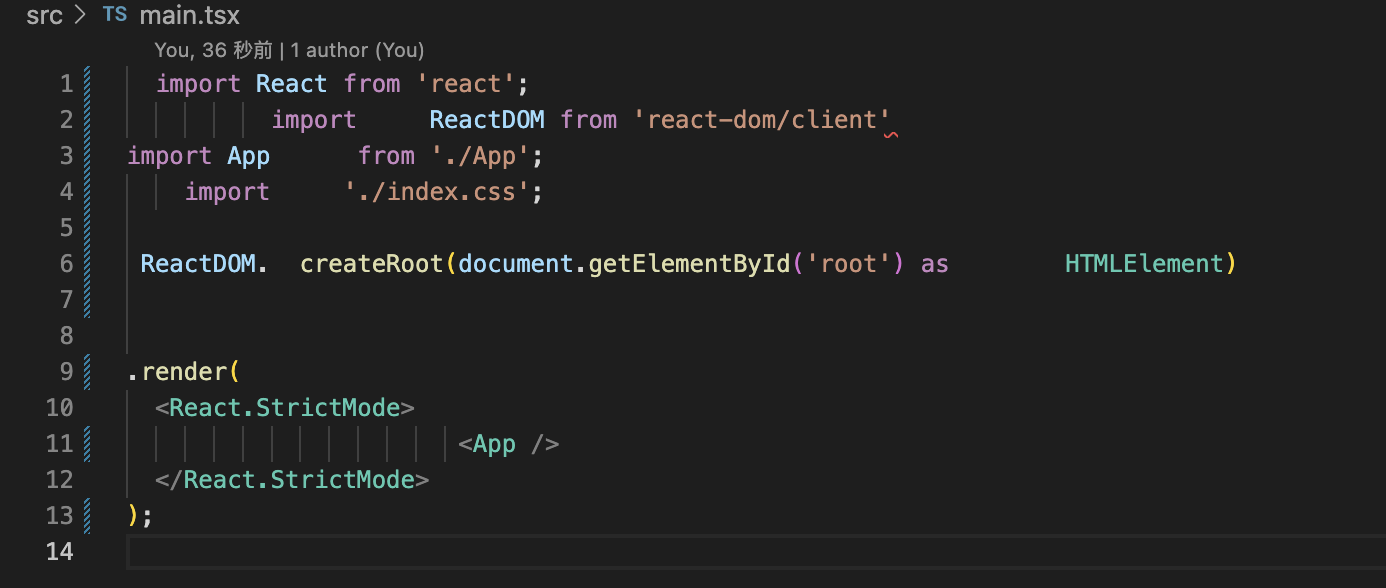 src > TS main.tsx
You, 36 秒前 | 1 author (You)
1   import React from 'react';
2           import     ReactDOM from 'react-dom/client'
3 import App      from './App';
4     import     './index.css';
5
6  ReactDOM.  createRoot(document.getElementById('root') as        HTMLElement)
7
8
9 .render(
10   <React.StrictMode>
11                        <App />
12   </React.StrictMode>
13 );
14